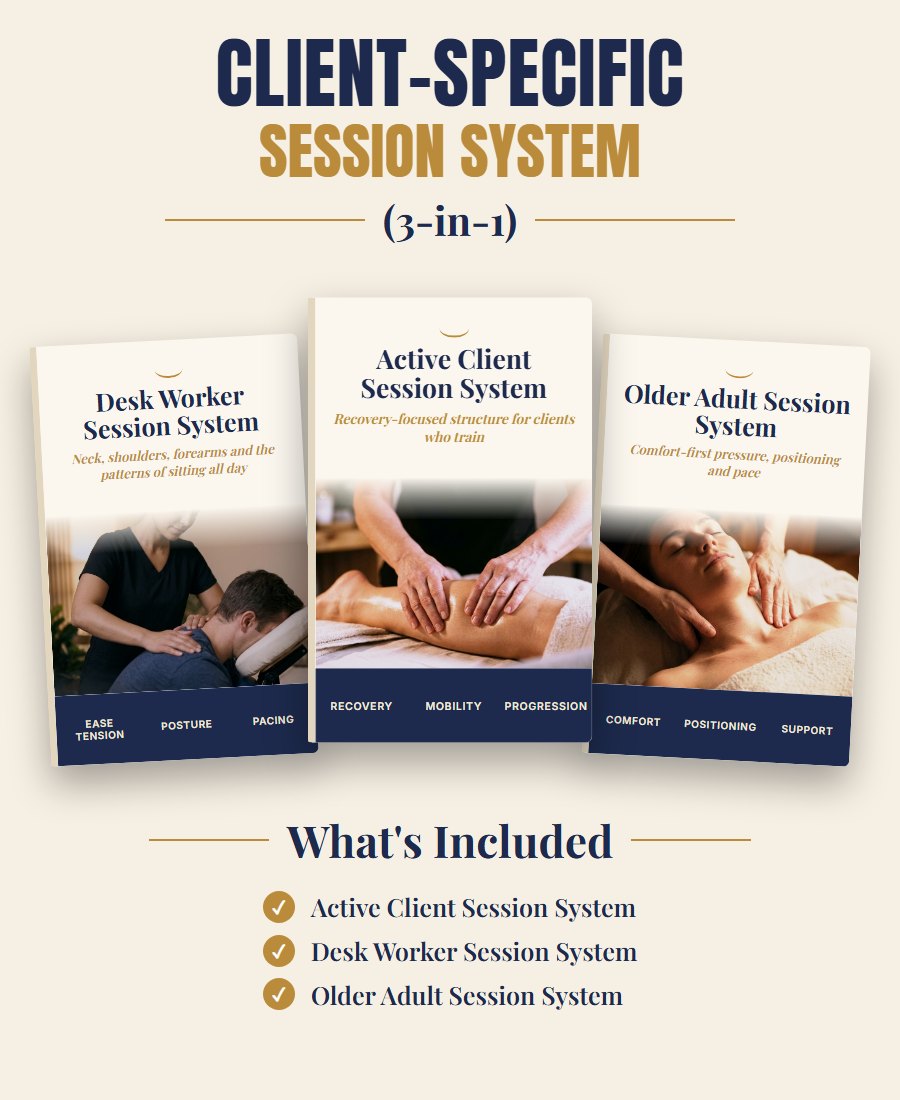 CLIENT-SPECIFIC
SESSION SYSTEM
(3-in-1)
Desk Worker
Session System
Neck, shoulders, forearms and the
patterns of sitting all day
EASE
TENSION
POSTURE
PACING
Active Client
Session System
Recovery-focused structure for clients
who train
RECOVERY
MOBILITY
PROGRESSION
Older Adult Session
System
Comfort-first pressure, positioning
and pace
COMFORT
POSITIONING
SUPPORT
What's Included
Active Client Session System
Desk Worker Session System
Older Adult Session System